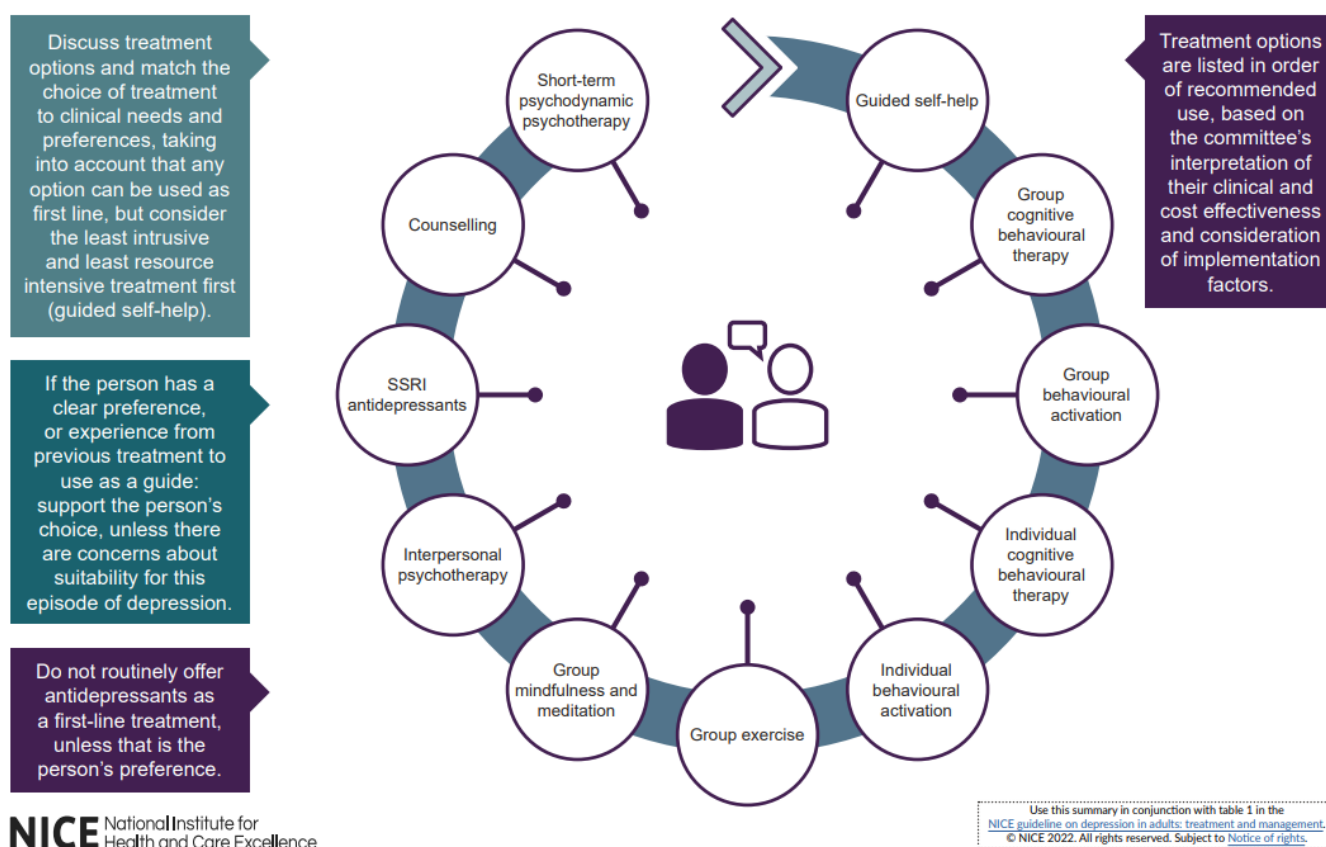 Discuss treatment
options and match the
choice of treatment
to clinical needs and
preferences, taking
into account that any
option can be used as
first line, but consider
the least intrusive
and least resource
intensive treatment first
(guided self-help).
If the person has a
clear preference,
or experience from
previous treatment to
use as a guide:
support the person's
choice, unless there
are concerns about
suitability for this
episode of depression.
Do not routinely offer
antidepressants as
a first-line treatment,
unless that is the
person's preference.
Guided self-help
Group
cognitive
behavioural
therapy
Group
behavioural
activation
Individual
cognitive
behavioural
therapy
Individual
behavioural
activation
Group exercise
Group
mindfulness and
meditation
Interpersonal
psychotherapy
SSRI
antidepressants
Counselling
Short-term
psychodynamic
psychotherapy
Treatment options
are listed in order
of recommended
use, based on
the committee's
interpretation of
their clinical and
cost effectiveness
and consideration
of implementation
factors.
NICE National Institute for
Health and Care Excellence
Use this summary in conjunction with table 1 in the
NICE guideline on depression in adults: treatment and management.
© NICE 2022. All rights reserved. Subject to Notice of rights.